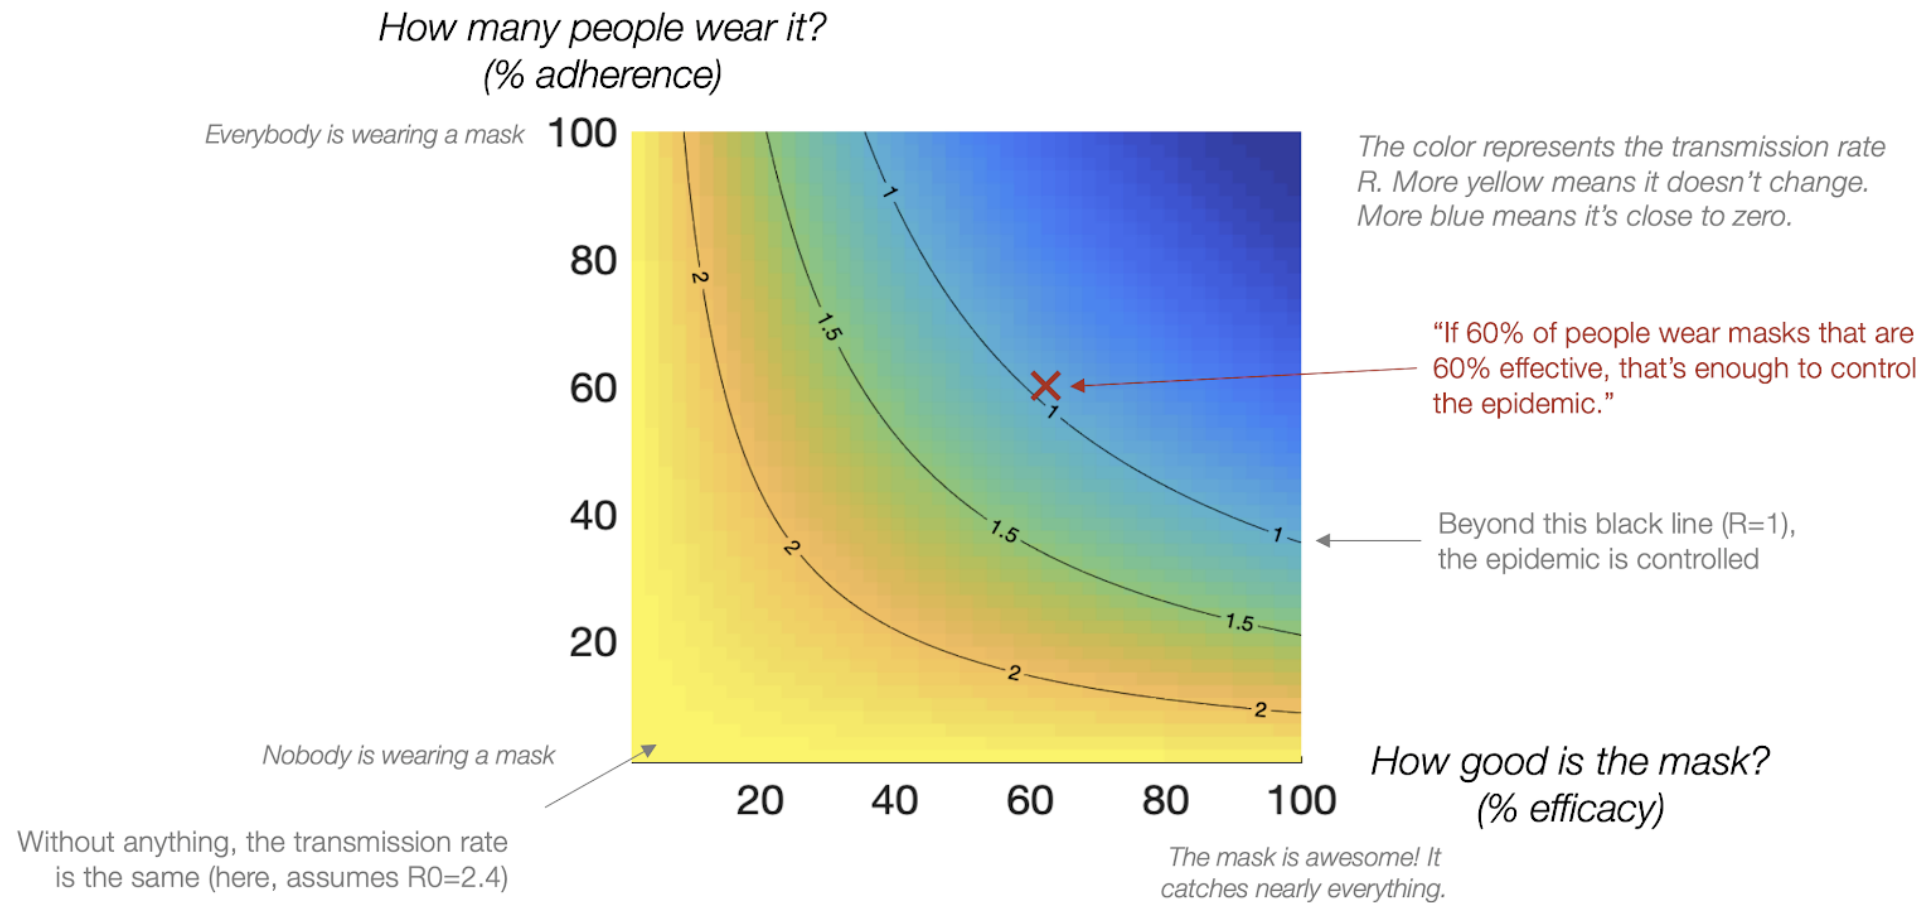 How many people wear it?
(% adherence)
Everybody is wearing a mask
100
80
60
40
20
Nobody is wearing a mask
Without anything, the transmission rate
is the same (here, assumes R0=2.4)
2
2
2
2
1.5
1.5
1.5
1
1
1
20 40 60 80 100
The color represents the transmission rate
R. More yellow means it doesn't change.
More blue means it's close to zero.
“If 60% of people wear masks that are
60% effective, that’s enough to control
the epidemic.”
Beyond this black line (R=1),
the epidemic is controlled
How good is the mask?
(% efficacy)
The mask is awesome! It
catches nearly everything.